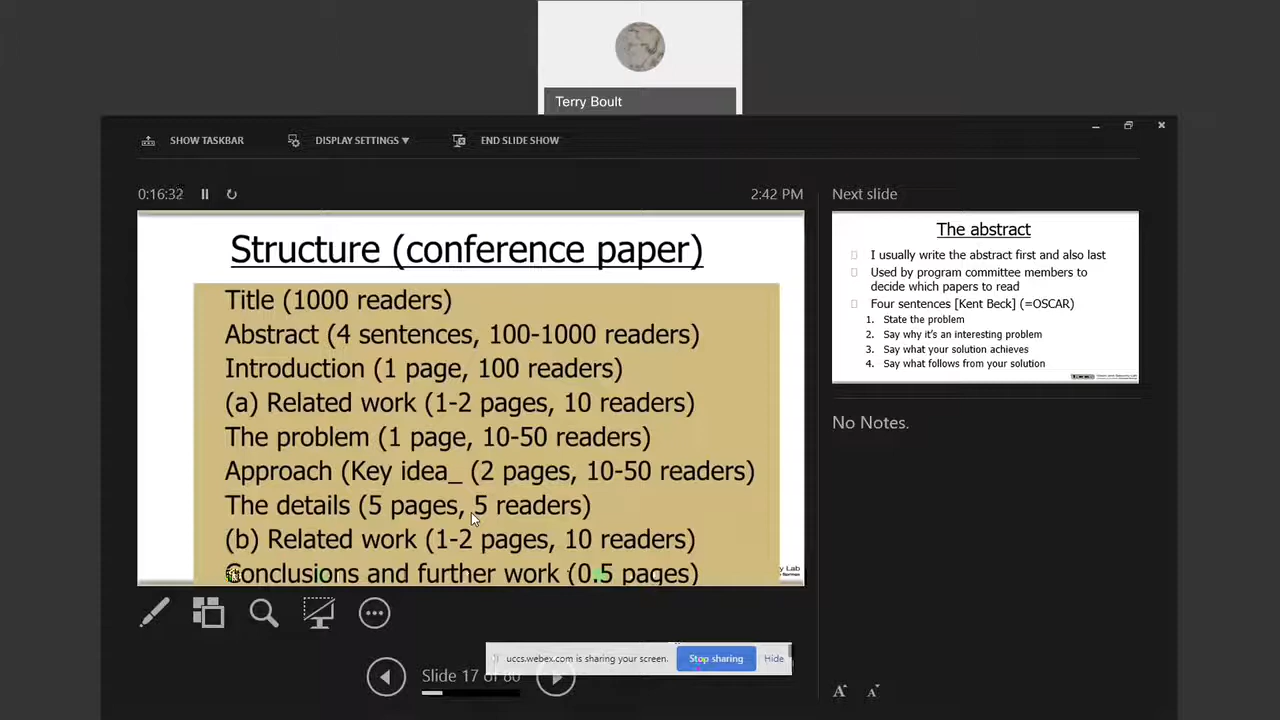 Terry Boult
SHOW TASKBAR
DISPLAY SETTINGS ▾
END SLIDE SHOW
0:16:32
2:42 PM
Structure (conference paper)
Title (1000 readers)
Abstract (4 sentences, 100-1000 readers)
Introduction (1 page, 100 readers)
(a) Related work (1-2 pages, 10 readers)
The problem (1 page, 10-50 readers)
Approach (Key idea_ (2 pages, 10-50 readers)
The details (5 pages, 5 readers)
(b) Related work (1-2 pages, 10 readers)
Conclusions and further work (0.5 pages)
Next slide
The abstract
I usually write the abstract first and also last
Used by program committee members to
decide which papers to read
Four sentences [Kent Beck] (=OSCAR)
1. State the problem
2. Say why it's an interesting problem
3. Say what your solution achieves
4. Say what follows from your solution
No Notes.
uccs.webex.com is sharing your screen.
Stop sharing
Hide
Slide 17 of 80
A
A